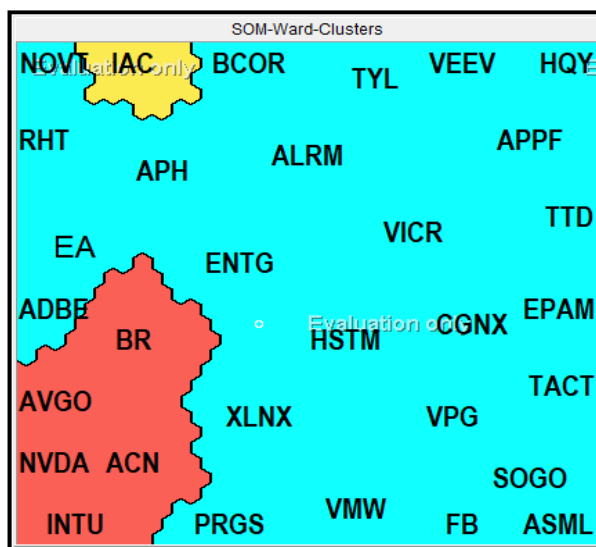 SOM-Ward-Clusters
NOVT IAC BCOR TYL VEEV HQY
Evaluation only
RHT APH ALRM APPF
EA ENTG VICR TTD
ADBE BR HSTM CGNX EPAM
Evaluation only
AVGO XLNX VPG TACT
NVDA ACN SOGO
INTU PRGS VMW FB ASML